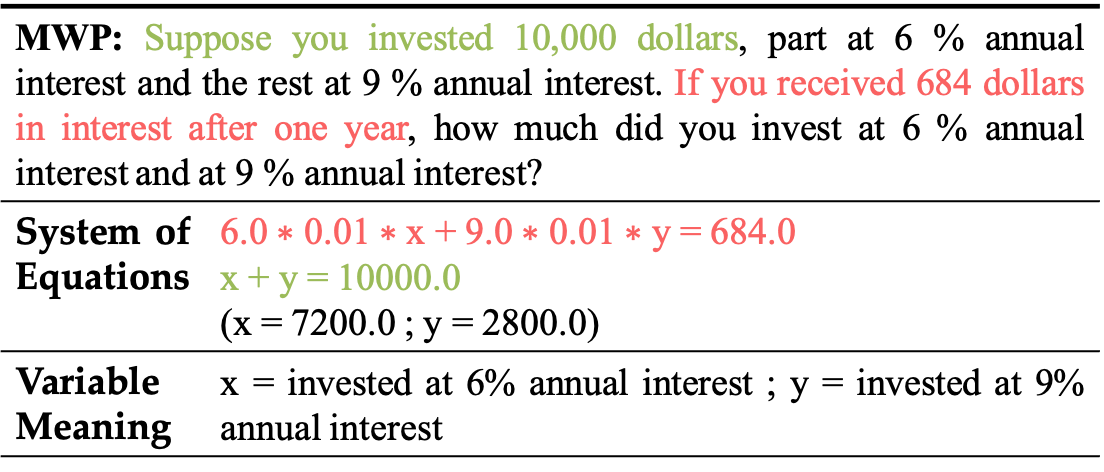 MWP: Suppose you invested 10,000 dollars, part at 6 % annual
interest and the rest at 9 % annual interest. If you received 684 dollars
in interest after one year, how much did you invest at 6 % annual
interest and at 9 % annual interest?
System of 6.0 * 0.01 * x + 9.0 * 0.01 * y = 684.0
Equations x + y = 10000.0
(x = 7200.0 ; y = 2800.0)
Variable x = invested at 6% annual interest ; y = invested at 9%
Meaning annual interest